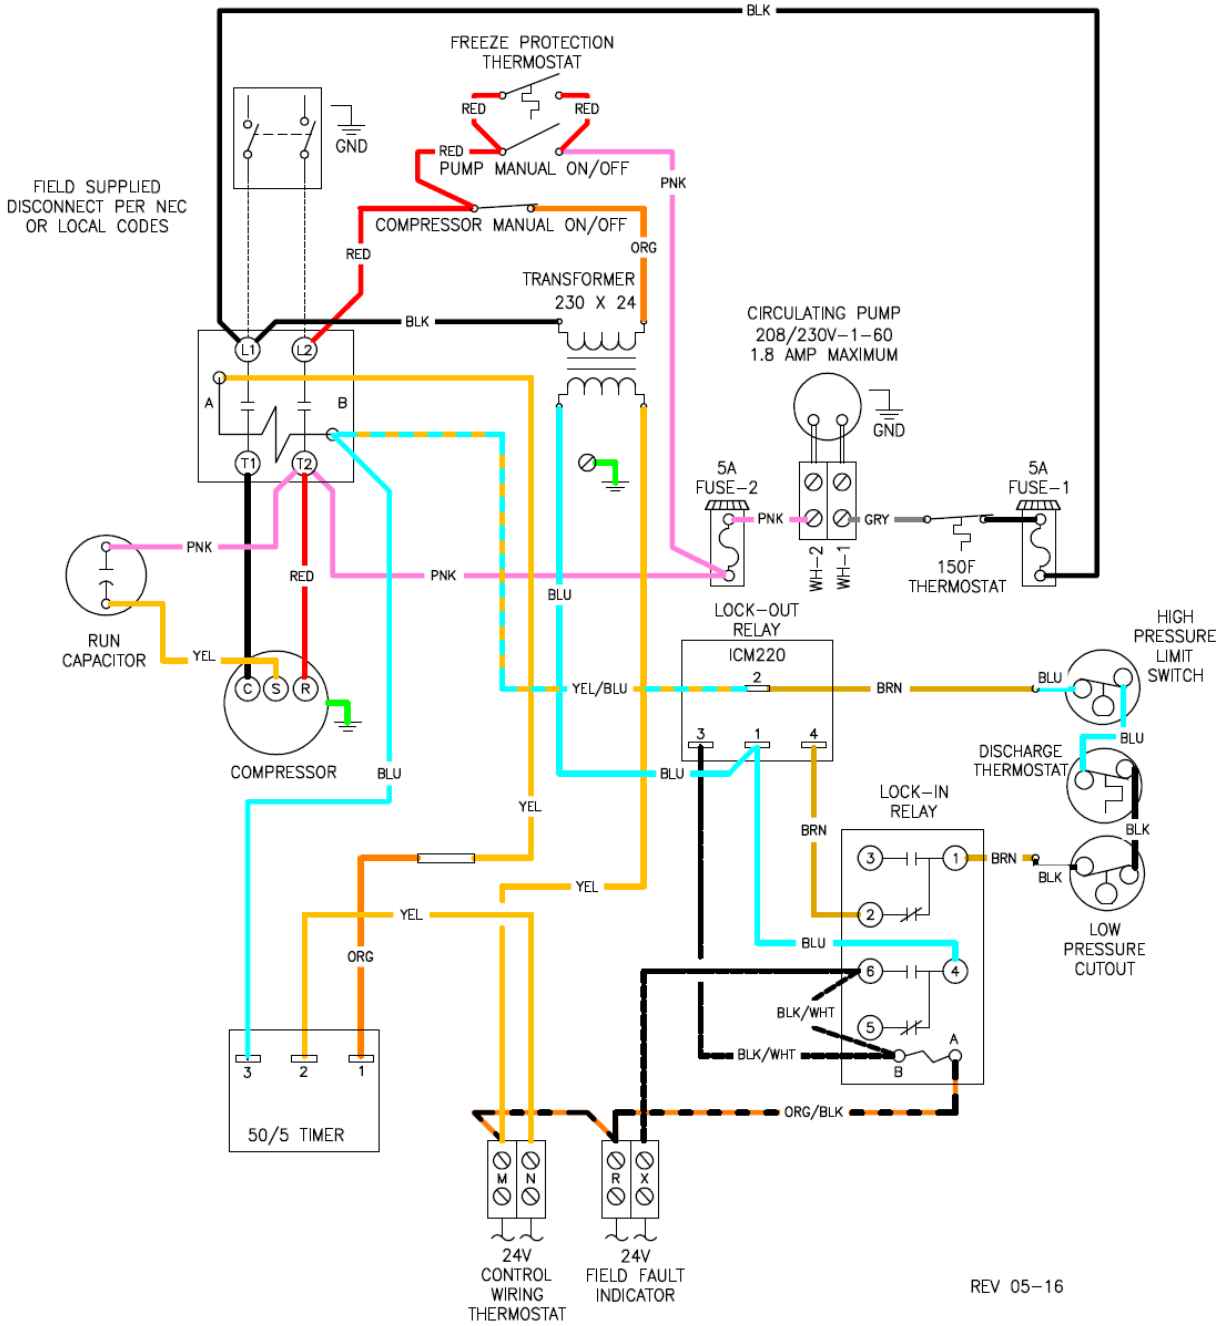 BLK
FREEZE PROTECTION
THERMOSTAT
RED
RED
GND
RED
PUMP MANUAL ON/OFF
PNK
FIELD SUPPLIED
DISCONNECT PER NEC
OR LOCAL CODES
COMPRESSOR MANUAL ON/OFF
RED
ORG
TRANSFORMER
230 X 24
CIRCULATING PUMP
208/230V-1-60
1.8 AMP MAXIMUM
BLK
L1
L2
A
B
GND
T1
T2
5A
FUSE-2
5A
FUSE-1
PNK
GRY
PNK
RED
PNK
WH-2
WH-1
150F
THERMOSTAT
BLU
RUN
CAPACITOR
YEL
LOCK-OUT
RELAY
ICM220
HIGH
PRESSURE
LIMIT
SWITCH
C
S
R
YEL/BLU
2
BRN
BLU
BLU
3
1
4
COMPRESSOR
BLU
BLU
DISCHARGE
THERMOSTAT
LOCK-IN
RELAY
YEL
BRN
BLK
3
1
BRN
BLK
YEL
YEL
2
LOW
PRESSURE
CUTOUT
BLU
ORG
6
4
BLK/WHT
5
A
BLK/WHT
B
3
2
1
50/5 TIMER
ORG/BLK
M
N
R
X
24V
CONTROL
WIRING
THERMOSTAT
24V
FIELD FAULT
INDICATOR
REV 05-16